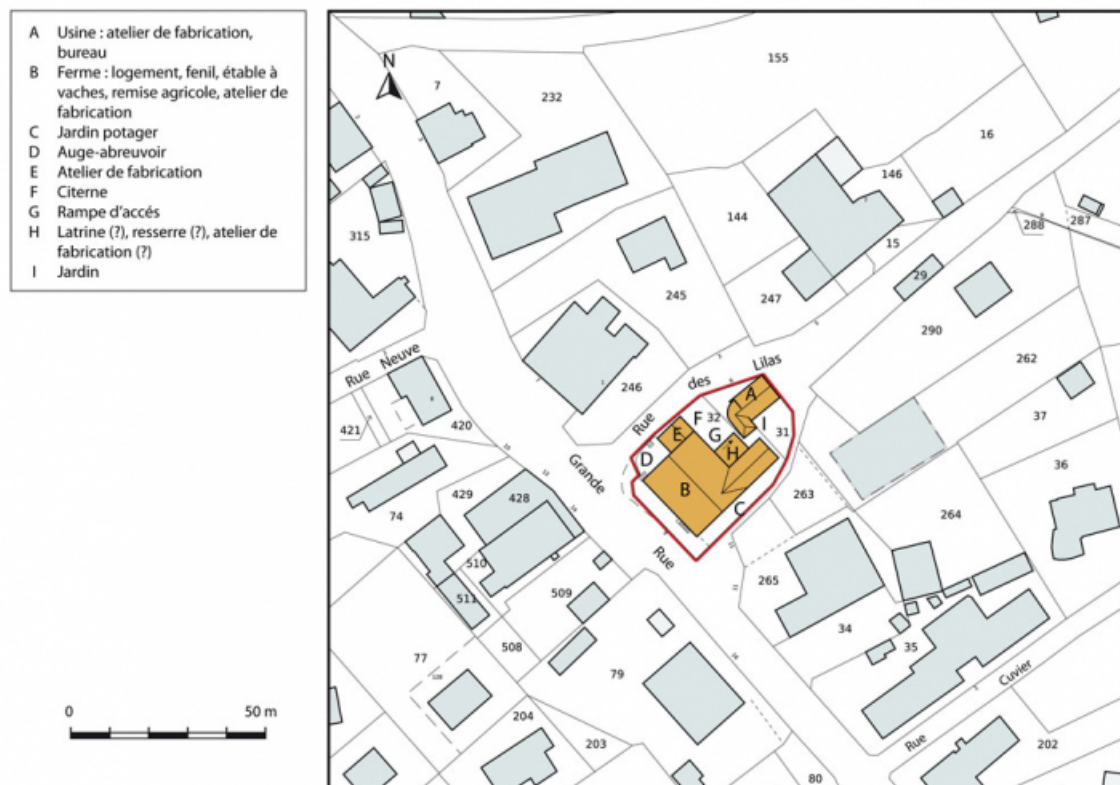 A Usine : atelier de fabrication,
bureau
B Ferme : logement, fenil, étable à
vaches, remise agricole, atelier de
fabrication
C Jardin potager
D Auge-abreuvoir
E Atelier de fabrication
F Citerne
G Rampe d'accés
H Latrine (?), resserre (?), atelier de
fabrication (?)
I Jardin
0 50 m
N
7
232
155
16
146
144
315
288
287
15
29
247
245
290
262
Rue Neuve
246
Rue des Lilas
A
37
421
420
F
32
I
31
E
G
H
D
B
C
36
Grande Rue
429
428
74
263
264
510
511
509
265
34
508
35
77
79
Rue Cuvier
204
203
202
80